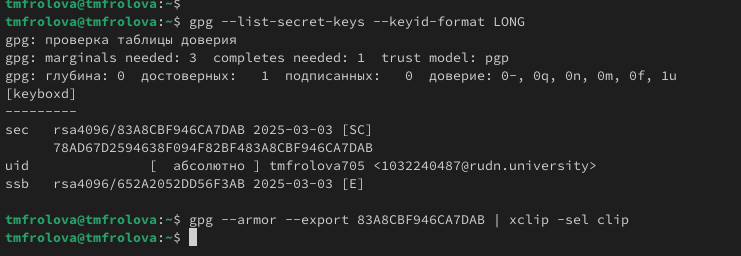 tmfrolova@tmfrolova:~$
tmfrolova@tmfrolova:~$ gpg --list-secret-keys --keyid-format LONG
gpg: проверка таблицы доверия
gpg: marginals needed: 3  completes needed: 1  trust model: pgp
gpg: глубина: 0  достоверных:   1  подписанных:   0  доверие: 0-, 0q, 0n, 0m, 0f, 1u
[keyboxd]
---------
sec   rsa4096/83A8CBF946CA7DAB 2025-03-03 [SC]
      78AD67D2594638F094F82BF483A8CBF946CA7DAB
uid               [  абсолютно ] tmfrolova705 <1032240487@rudn.university>
ssb   rsa4096/652A2052DD56F3AB 2025-03-03 [E]

tmfrolova@tmfrolova:~$ gpg --armor --export 83A8CBF946CA7DAB | xclip -sel clip
tmfrolova@tmfrolova:~$